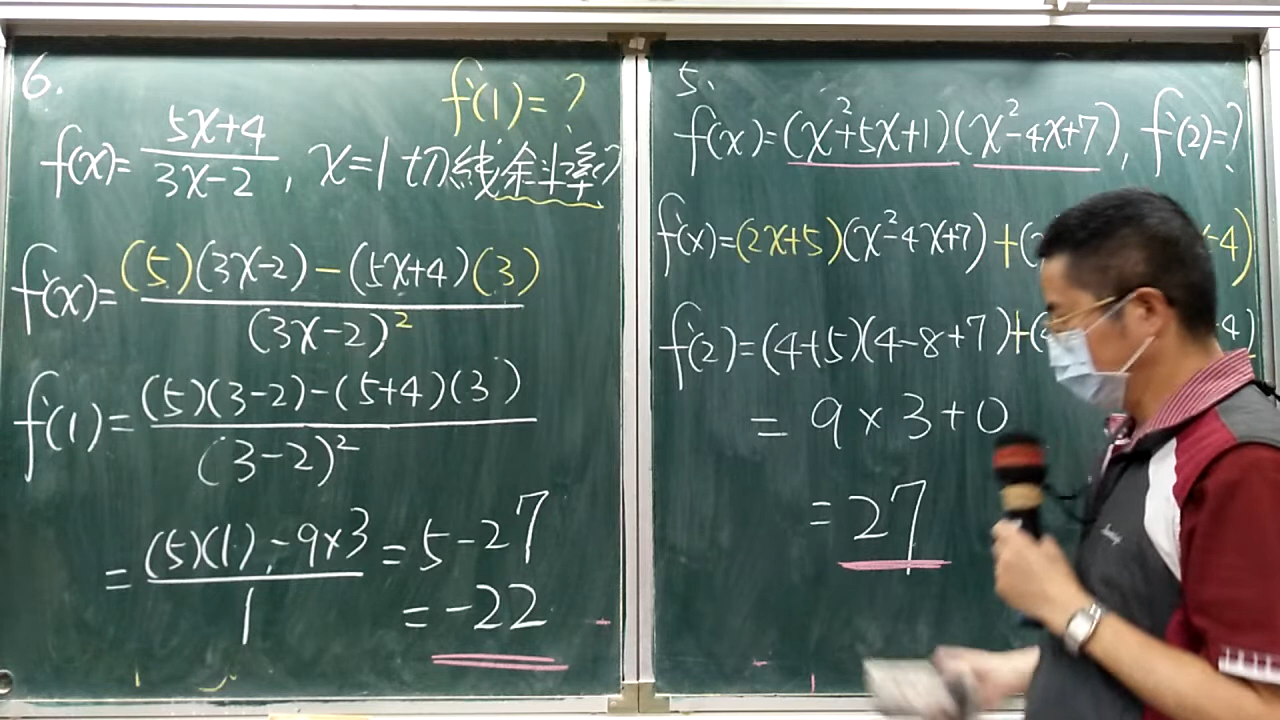 6.
f'(1)=?
f(x)=(5x+4)/(3x-2), x=1切線斜率?
f'(x)=((5)(3x-2)-(5x+4)(3))/(3x-2)²
f'(1)=((5)(3-2)-(5+4)(3))/(3-2)²
=((5)(1)-9×3)/1=5-27
=-22
5.
f(x)=(x²+5x+1)(x²-4x+7), f'(2)=?
f'(x)=(2x+5)(x²-4x+7)+( -4)
f'(2)=(4+5)(4-8+7)+( -4)
=9×3+0
=27